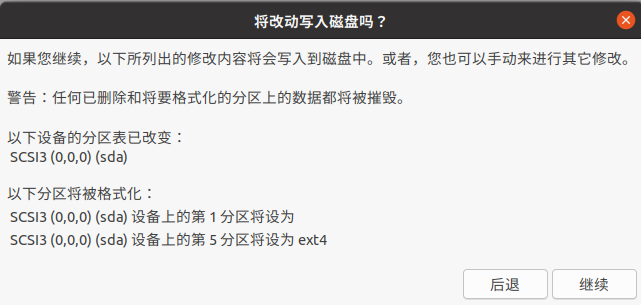 将改动写入磁盘吗？
如果您继续，以下所列出的修改内容将会写入到磁盘中。或者，您也可以手动来进行其它修改。
警告：任何已删除和将要格式化的分区上的数据都将被摧毁。
以下设备的分区表已改变：
SCSI3 (0,0,0) (sda)
以下分区将被格式化：
SCSI3 (0,0,0) (sda) 设备上的第 1 分区将设为
SCSI3 (0,0,0) (sda) 设备上的第 5 分区将设为 ext4
后退 继续